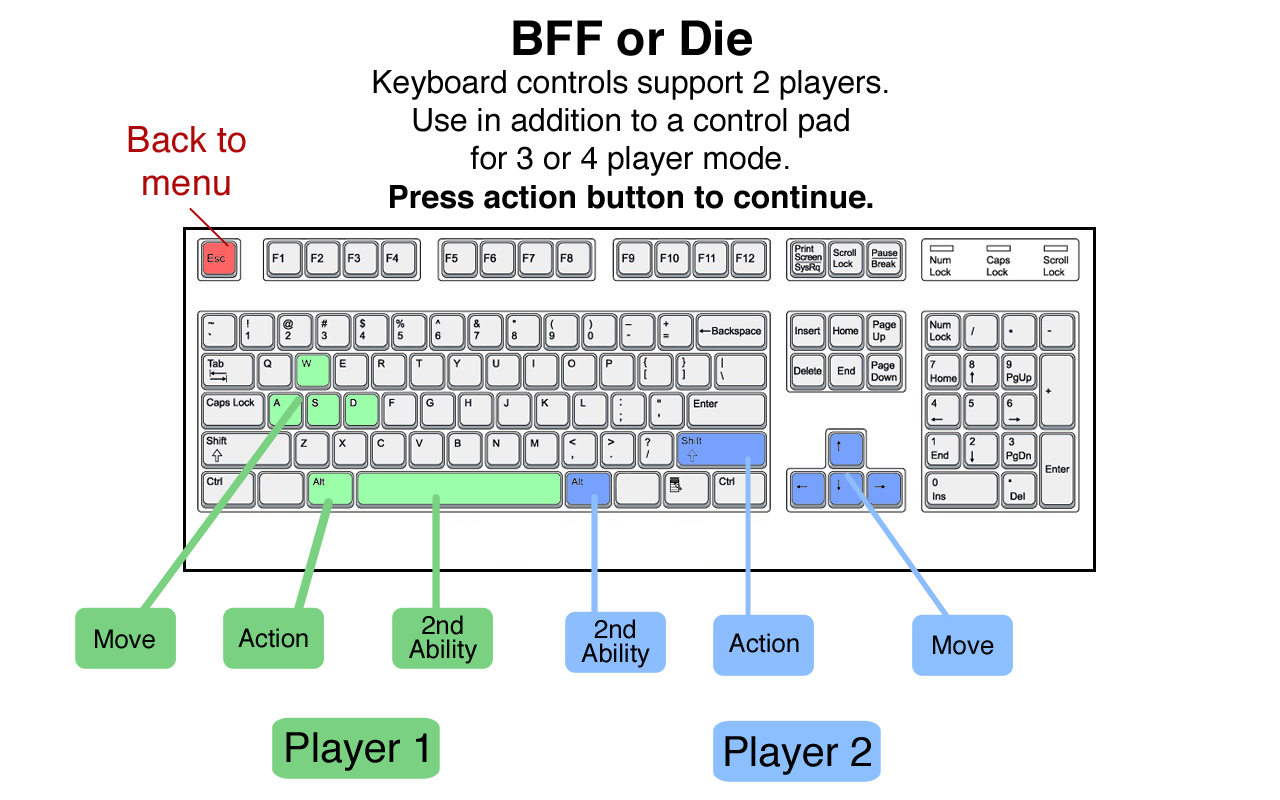 BFF or Die
Keyboard controls support 2 players.
Use in addition to a control pad
for 3 or 4 player mode.
Press action button to continue.
Back to
menu
Esc F1 F2 F3 F4 F5 F6 F7 F8 F9 F10 F11 F12
Print Screen SysRq Scroll Lock Pause Break
Num Lock Caps Lock Scroll Lock
~ ` ! 1 @ 2 # 3 $ 4 % 5 ^ 6 & 7 * 8 ( 9 ) 0 – - + = ←Backspace
Insert Home Page Up
Num Lock / * -
Tab Q W E R T Y U I O P { [ } ] | \
Delete End Page Down
7 Home 8 ↑ 9 PgUp +
Caps Lock A S D F G H J K L : ; " ' Enter
4 ← 5 6 →
Shift ⇧ Z X C V B N M < , > . ? / Shift ⇧
↑
1 End 2 ↓ 3 PgDn Enter
Ctrl Alt Alt Ctrl
← ↓ →
0 Ins . Del
Move
Action
2nd
Ability
2nd
Ability
Action
Move
Player 1
Player 2